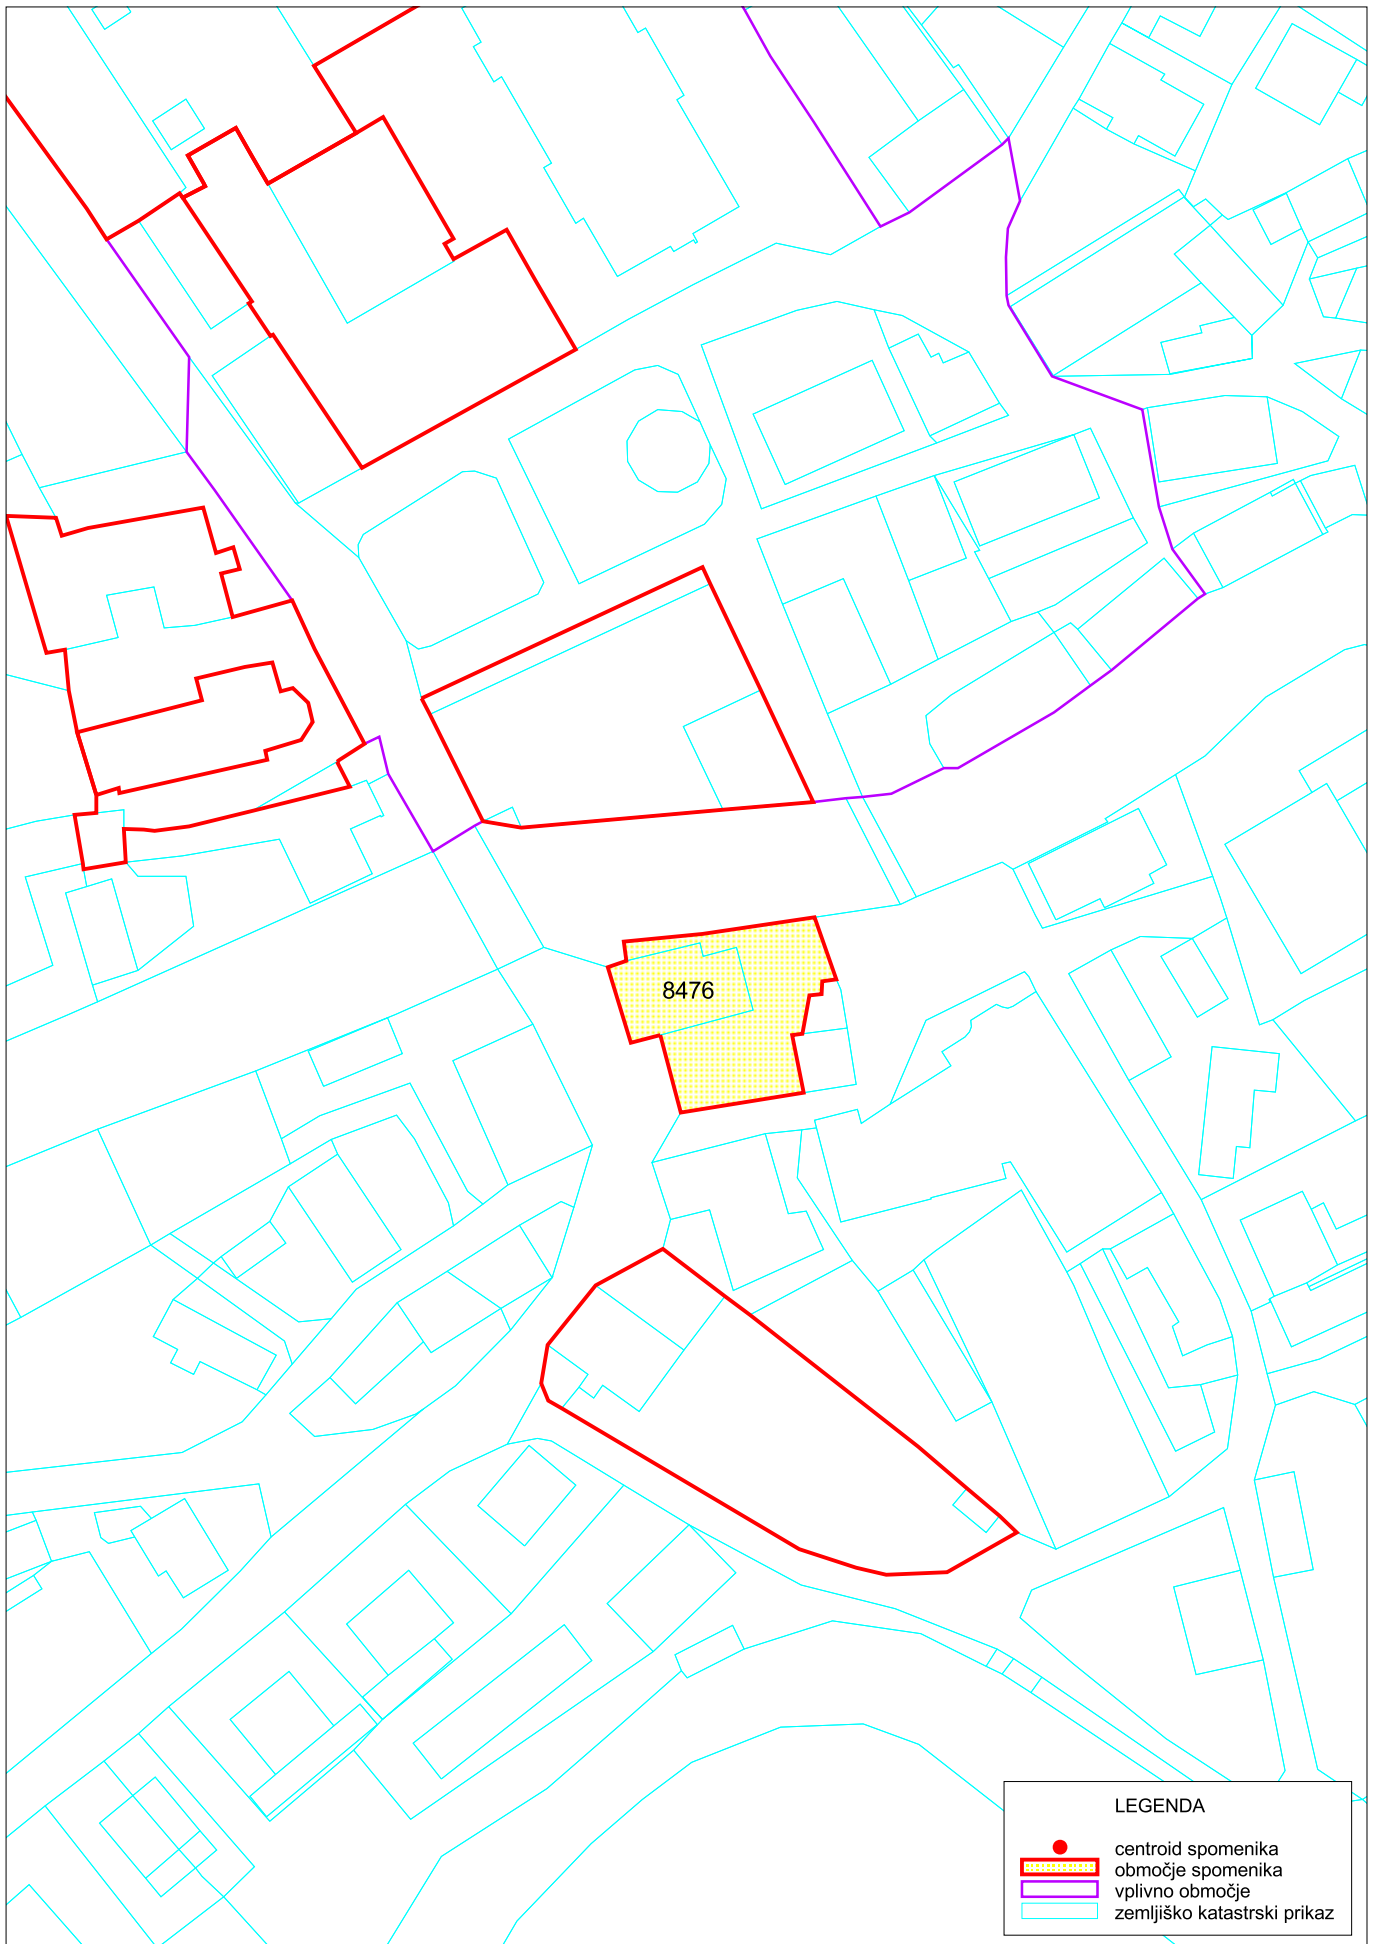 8476
LEGENDA
centroid spomenika
območje spomenika
vplivno območje
zemljiško katastrski prikaz